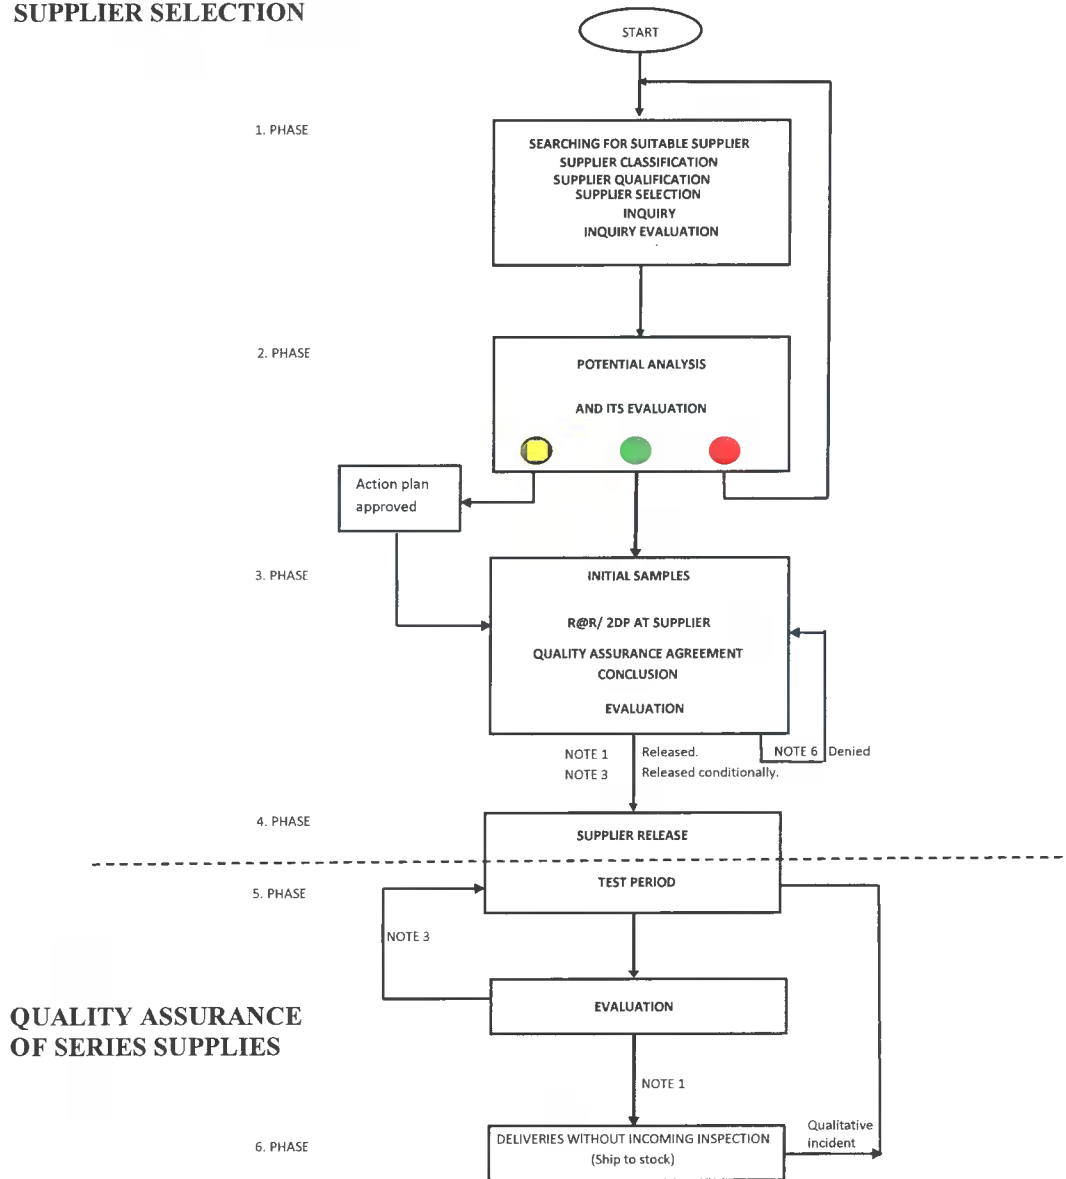 SUPPLIER SELECTION
START
1. PHASE
SEARCHING FOR SUITABLE SUPPLIER
SUPPLIER CLASSIFICATION
SUPPLIER QUALIFICATION
SUPPLIER SELECTION
INQUIRY
INQUIRY EVALUATION
2. PHASE
POTENTIAL ANALYSIS
AND ITS EVALUATION
Action plan
approved
3. PHASE
INITIAL SAMPLES
R@R/ 2DP AT SUPPLIER
QUALITY ASSURANCE AGREEMENT
CONCLUSION
EVALUATION
NOTE 1 Released.
NOTE 3 Released conditionally.
NOTE 6 Denied
4. PHASE
SUPPLIER RELEASE
5. PHASE
TEST PERIOD
NOTE 3
EVALUATION
QUALITY ASSURANCE
OF SERIES SUPPLIES
NOTE 1
6. PHASE
DELIVERIES WITHOUT INCOMING INSPECTION
(Ship to stock)
Qualitative
incident